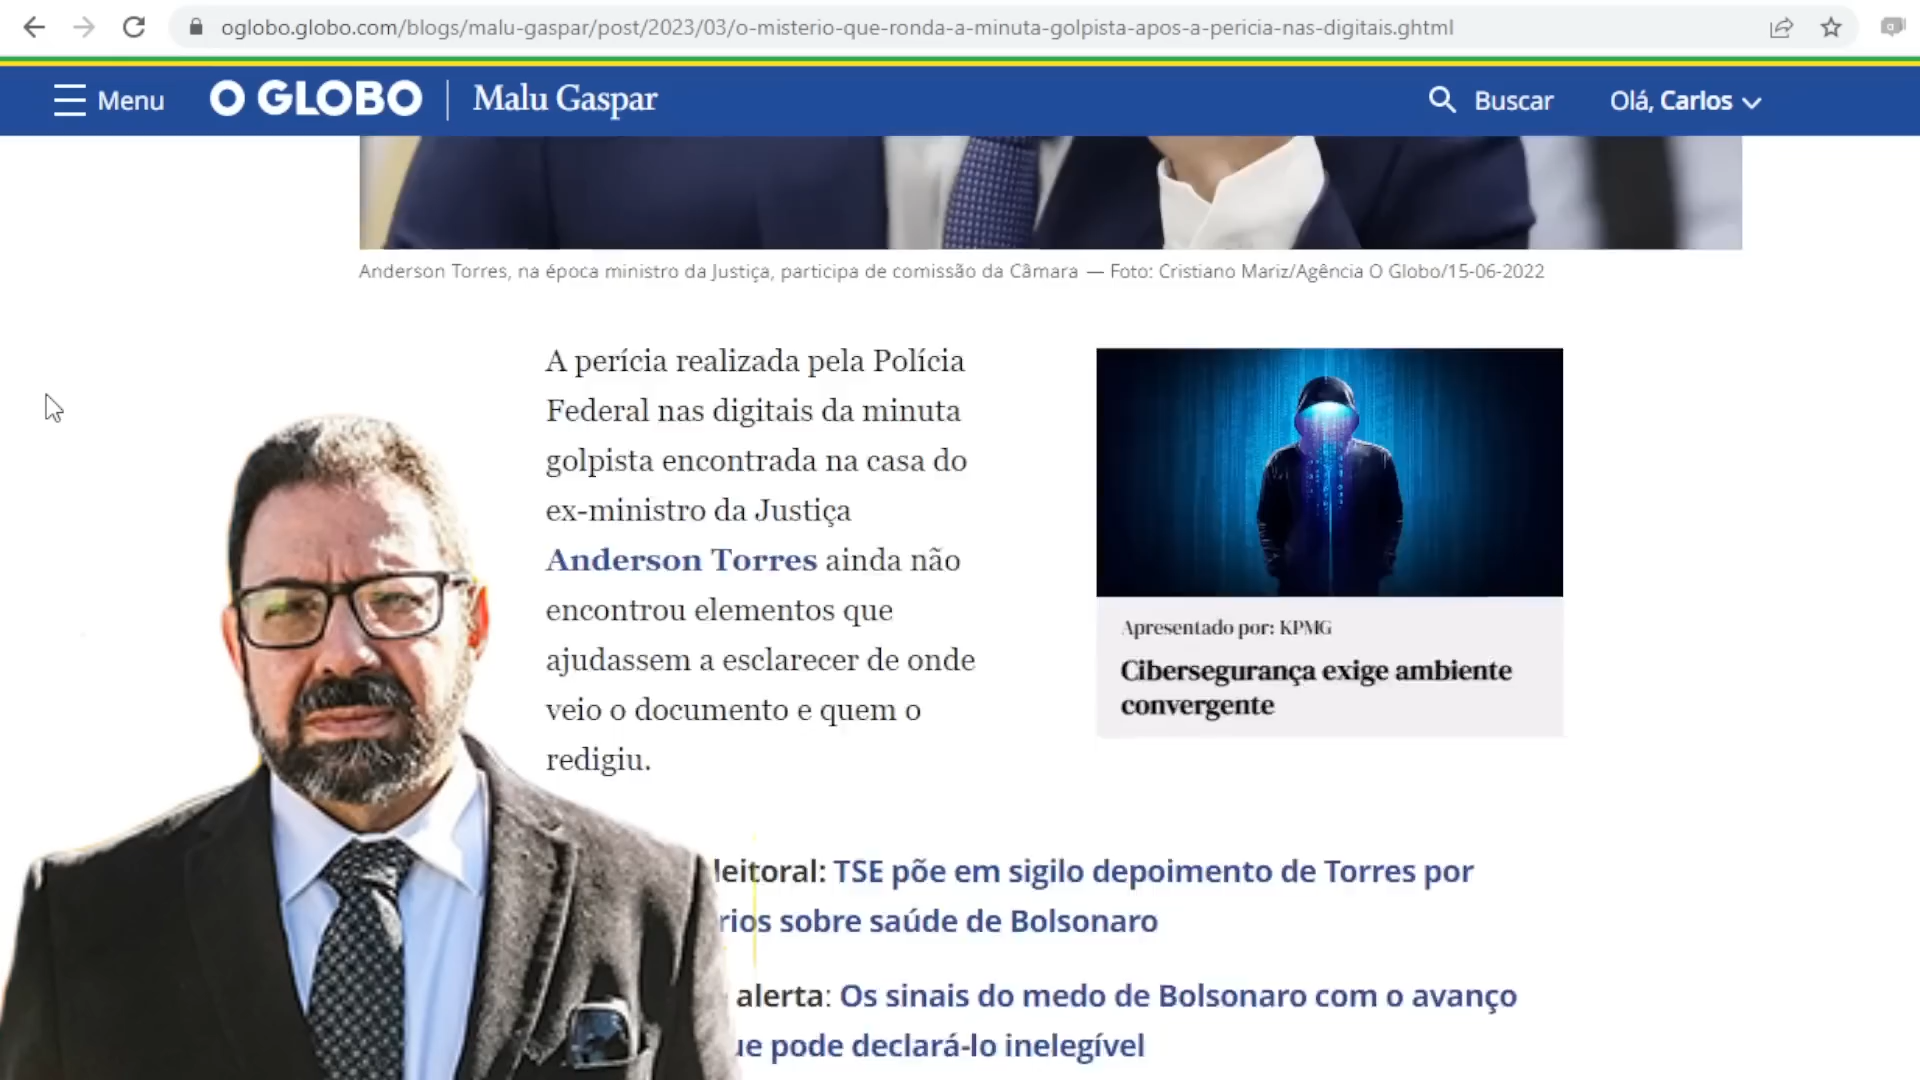 oglobo.globo.com/blogs/malu-gaspar/post/2023/03/o-misterio-que-ronda-a-minuta-golpista-apos-a-pericia-nas-digitais.ghtml
Menu O GLOBO Malu Gaspar Buscar Olá, Carlos
Anderson Torres, na época ministro da Justiça, participa de comissão da Câmara — Foto: Cristiano Mariz/Agência O Globo/15-06-2022
A perícia realizada pela Polícia
Federal nas digitais da minuta
golpista encontrada na casa do
ex-ministro da Justiça
Anderson Torres ainda não
encontrou elementos que
ajudassem a esclarecer de onde
veio o documento e quem o
redigiu.
Apresentado por: KPMG
Cibersegurança exige ambiente
convergente
leitoral: TSE põe em sigilo depoimento de Torres por
rios sobre saúde de Bolsonaro
alerta: Os sinais do medo de Bolsonaro com o avanço
ue pode declará-lo inelegível